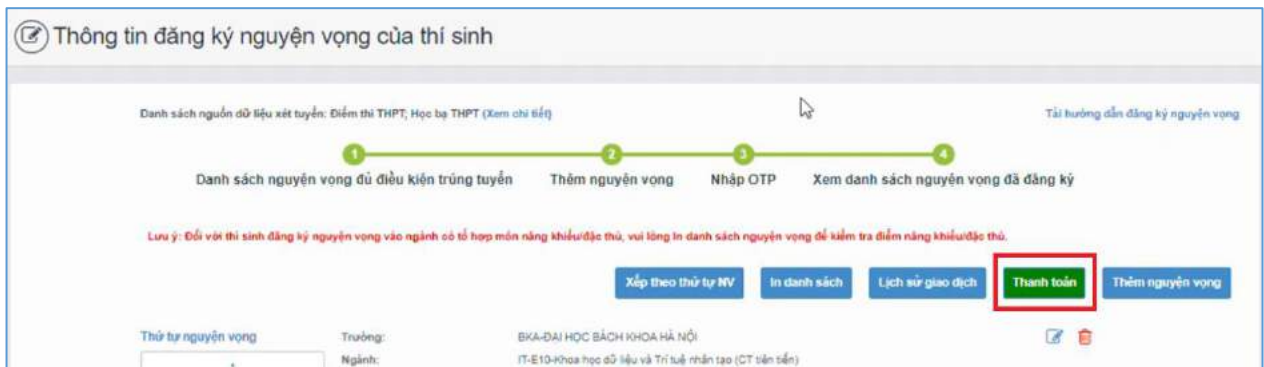 Thông tin đăng ký nguyện vọng của thí sinh
Danh sách nguồn dữ liệu xét tuyển: Điểm thi THPT; Học bạ THPT (Xem chi tiết)
Tải hướng dẫn đăng ký nguyện vọng
1 2 3 4
Danh sách nguyện vọng đủ điều kiện trúng tuyển Thêm nguyện vọng Nhập OTP Xem danh sách nguyện vọng đã đăng ký
Lưu ý: Đối với thí sinh đăng ký nguyện vọng vào ngành có tổ hợp môn năng khiếu/đặc thù, vui lòng In danh sách nguyện vọng để kiểm tra điểm năng khiếu/đặc thù.
Xếp theo thứ tự NV In danh sách Lịch sử giao dịch Thanh toán Thêm nguyện vọng
Thứ tự nguyện vọng Trường: BKA-ĐẠI HỌC BÁCH KHOA HÀ NỘI
Ngành: IT-E10-Khoa học dữ liệu và Trí tuệ nhân tạo (CT tiên tiến)